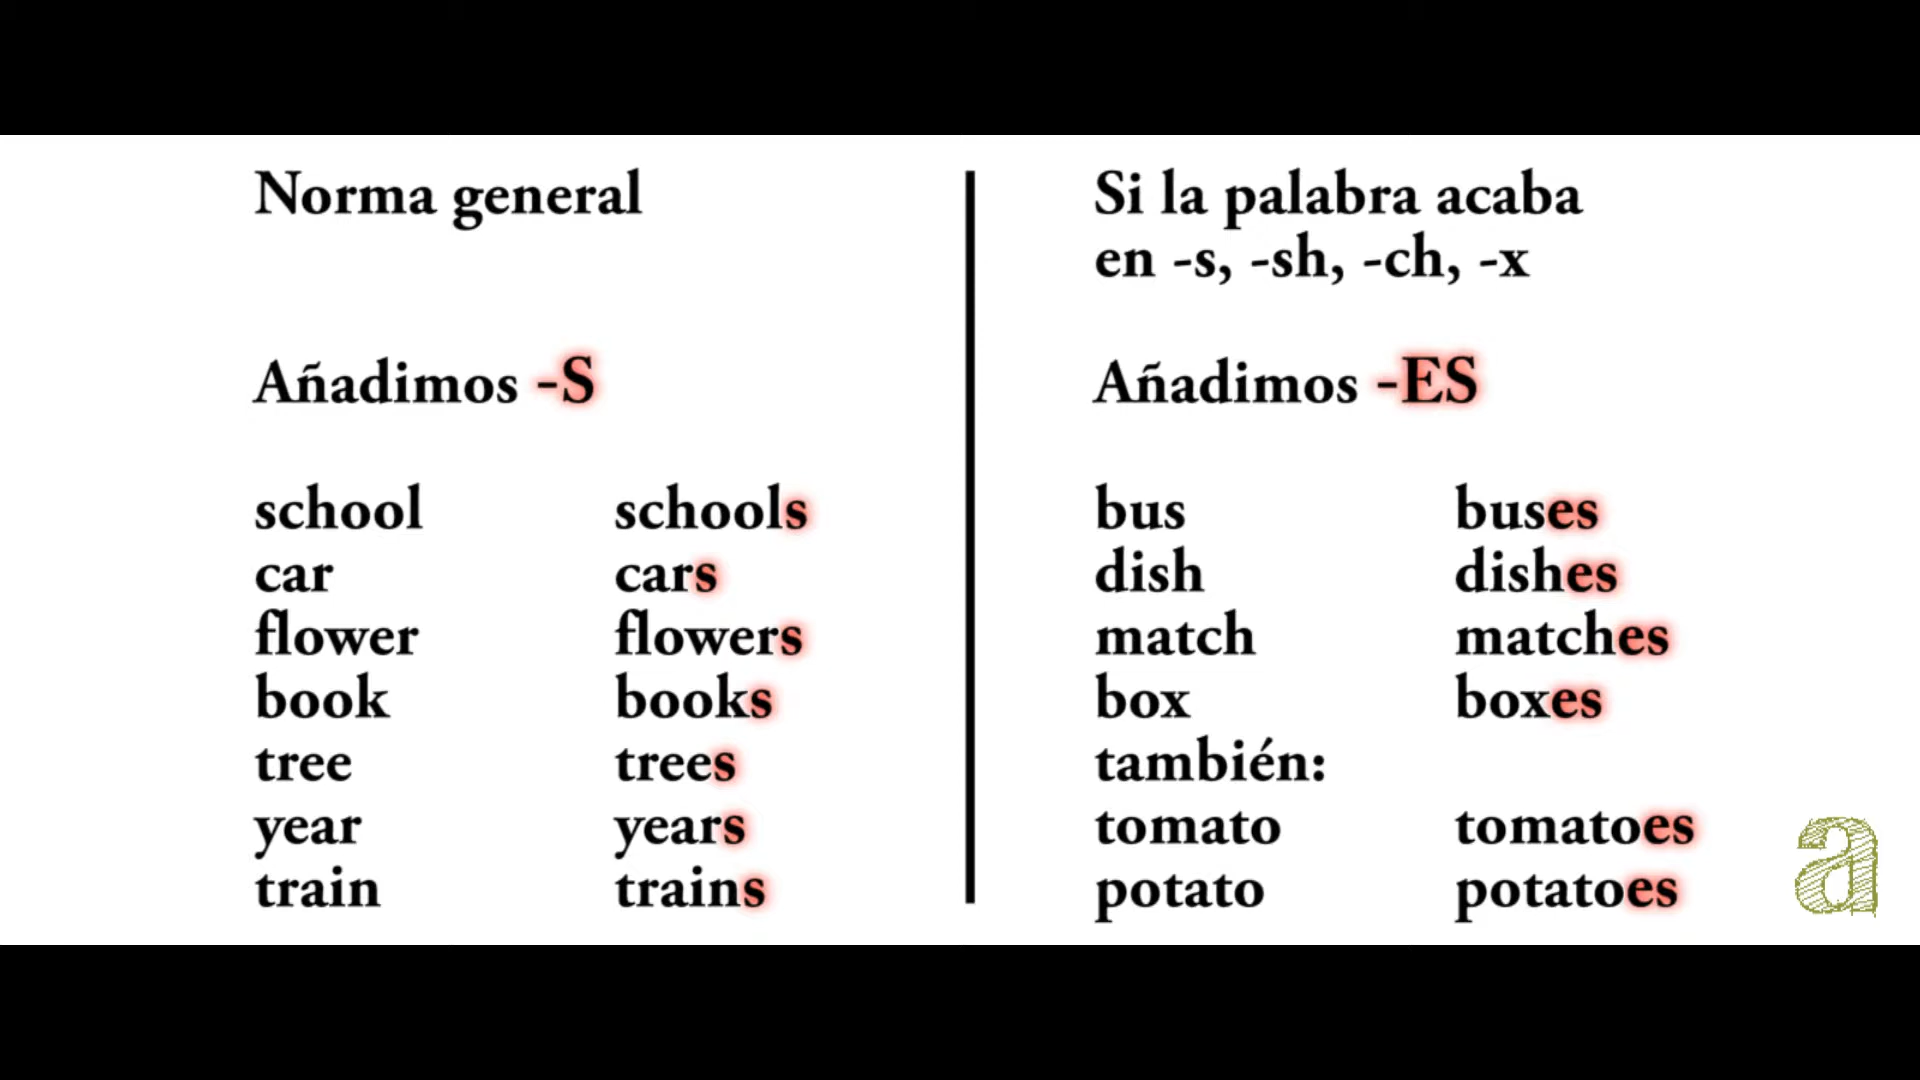 Norma general
Añadimos -S
school schools
car cars
flower flowers
book books
tree trees
year years
train trains
Si la palabra acaba
en -s, -sh, -ch, -x
Añadimos -ES
bus buses
dish dishes
match matches
box boxes
también:
tomato tomatoes
potato potatoes
a